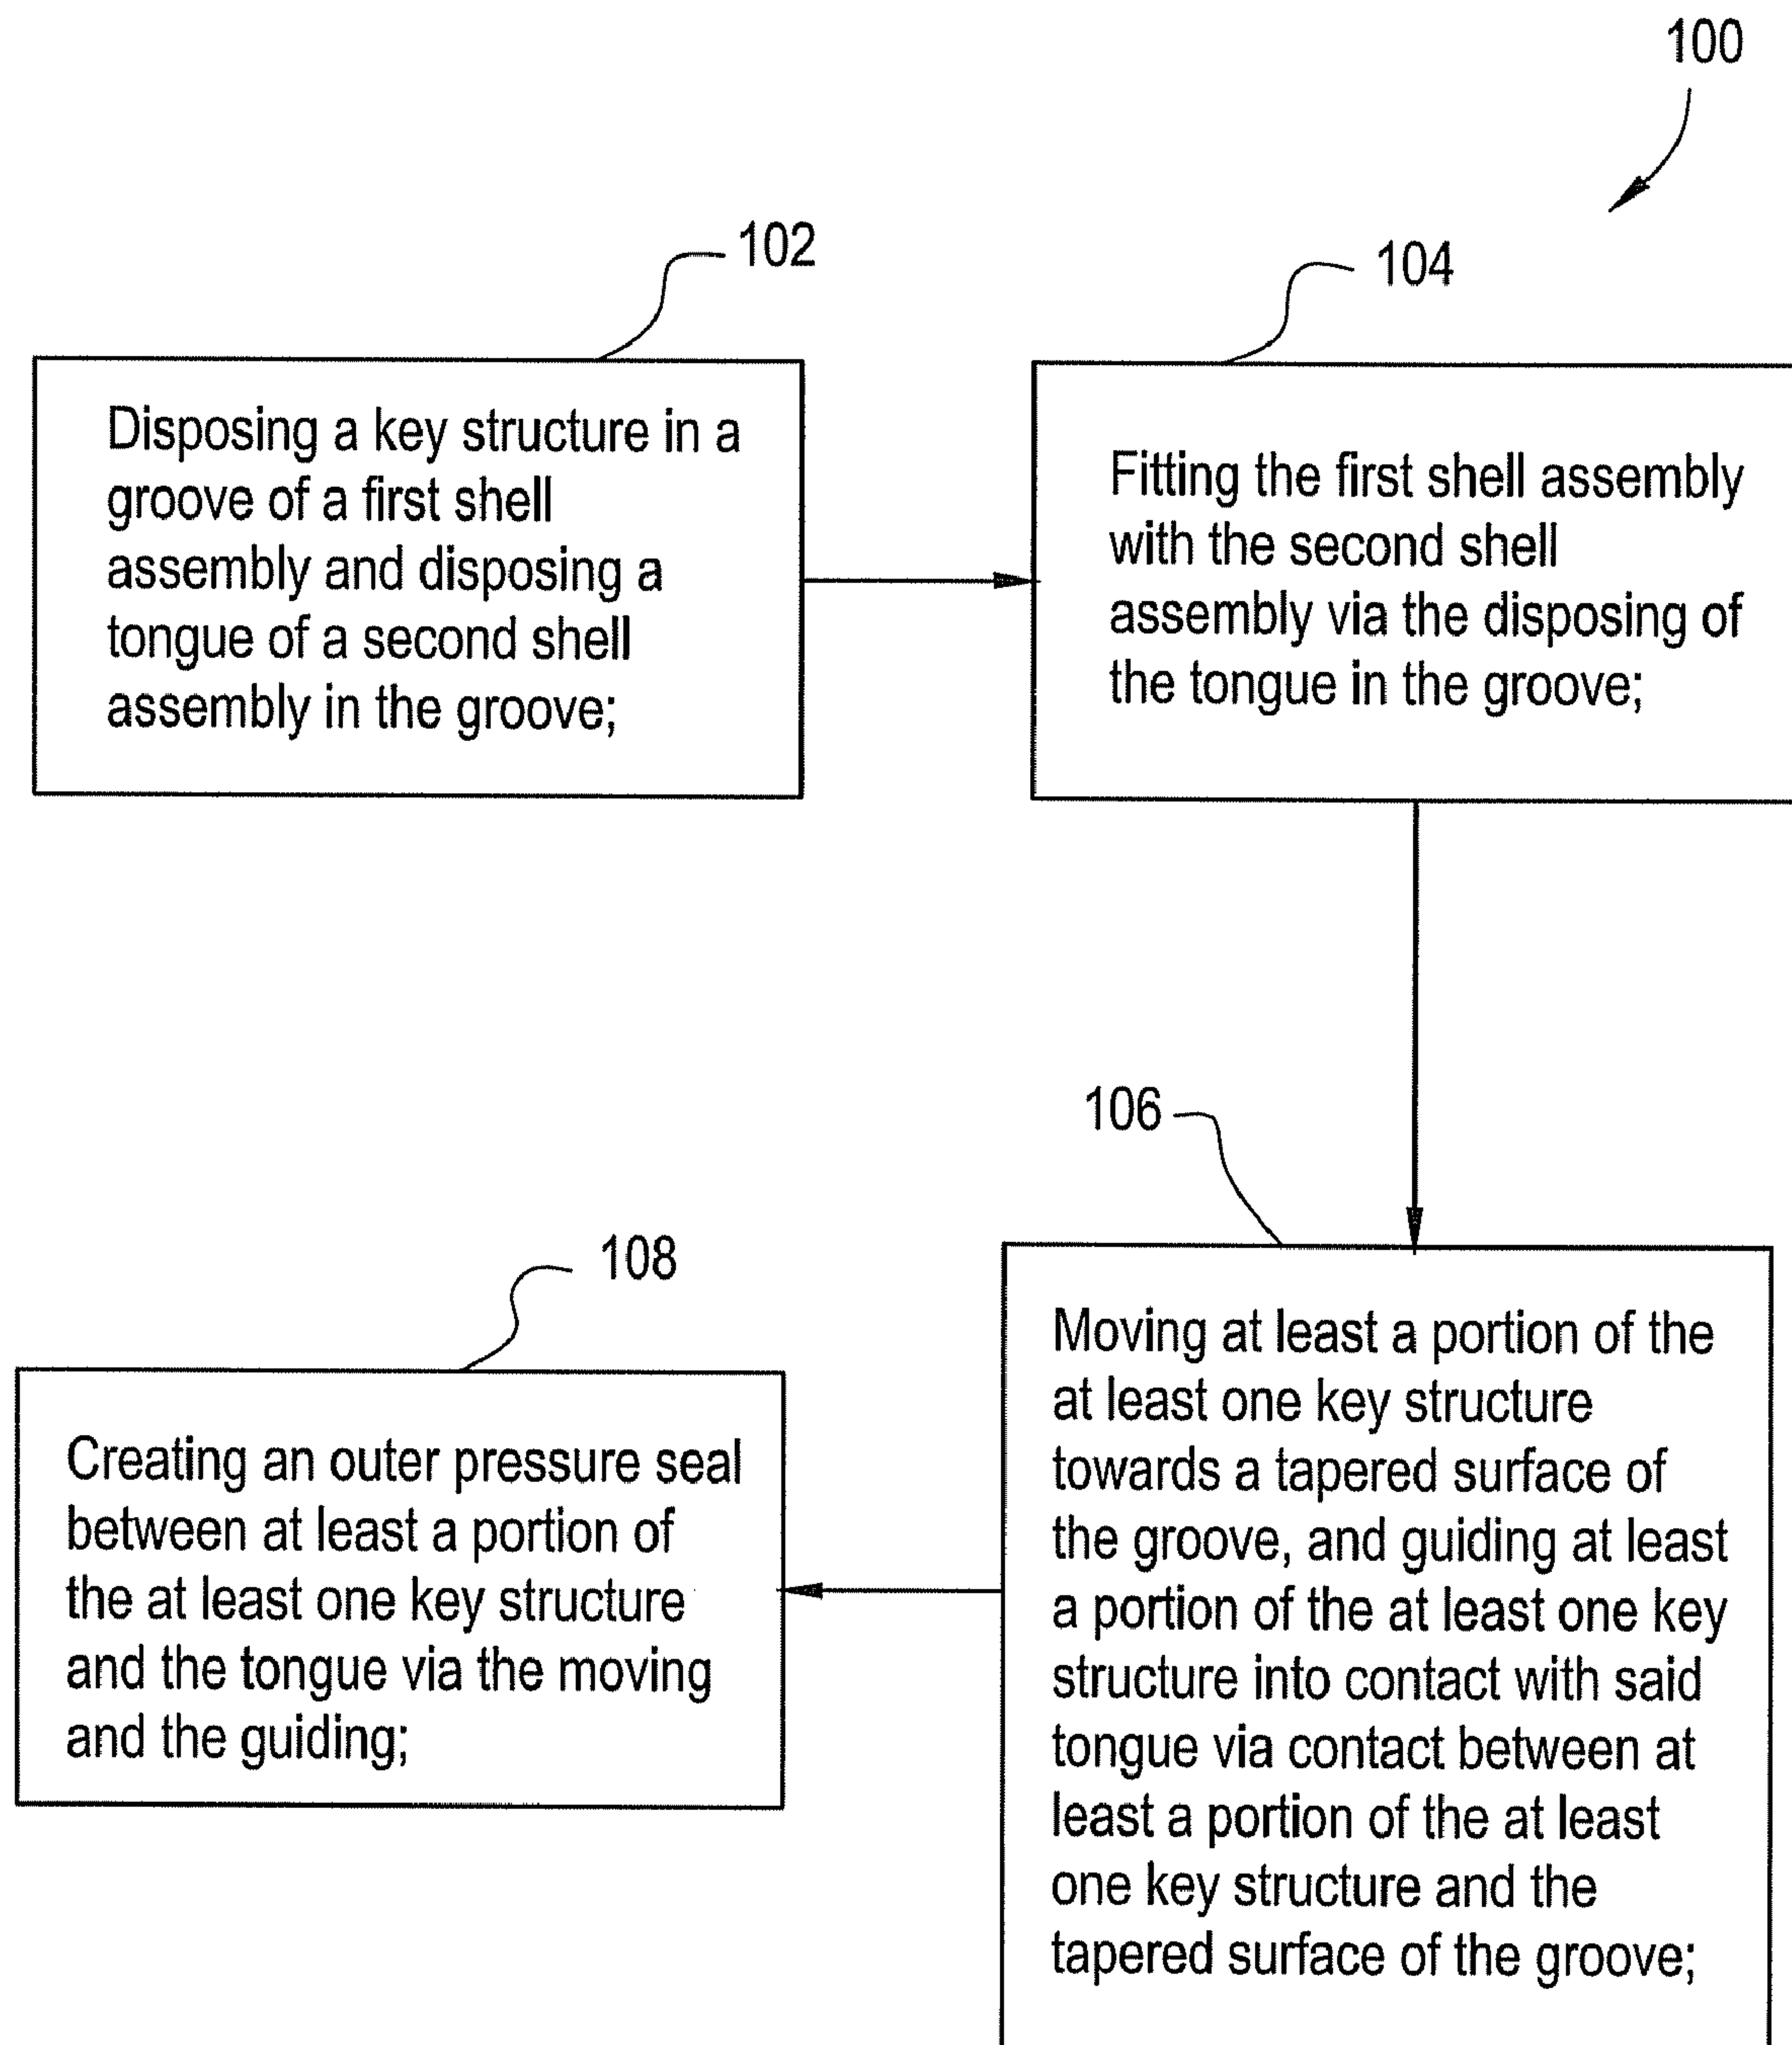 100
102
Disposing a key structure in a
groove of a first shell
assembly and disposing a
tongue of a second shell
assembly in the groove;
104
Fitting the first shell assembly
with the second shell
assembly via the disposing of
the tongue in the groove;
106
Moving at least a portion of the
at least one key structure
towards a tapered surface of
the groove, and guiding at least
a portion of the at least one key
structure into contact with said
tongue via contact between at
least a portion of the at least
one key structure and the
tapered surface of the groove;
108
Creating an outer pressure seal
between at least a portion of
the at least one key structure
and the tongue via the moving
and the guiding;